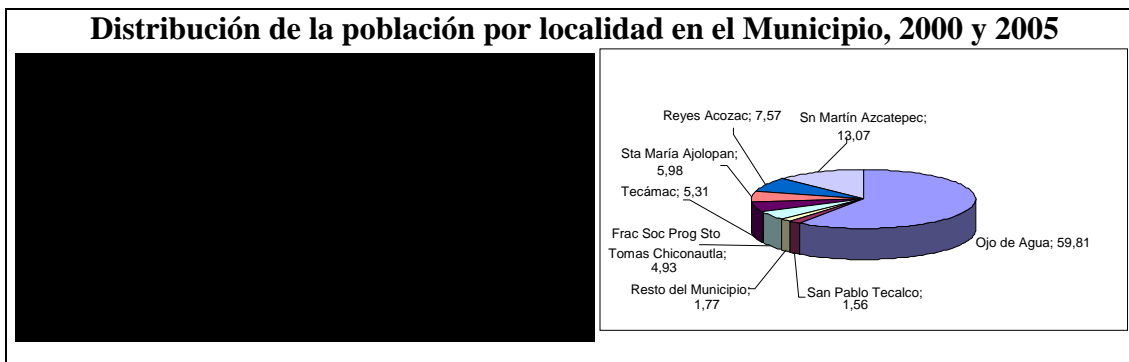 Distribución de la población por localidad en el Municipio, 2000 y 2005
Reyes Acozac; 7,57
Sn Martín Azcatepec;
13,07
Sta María Ajolopan;
5,98
Tecámac; 5,31
Frac Soc Prog Sto
Tomas Chiconautla;
4,93
Resto del Municipio;
1,77
San Pablo Tecalco;
1,56
Ojo de Agua; 59,81